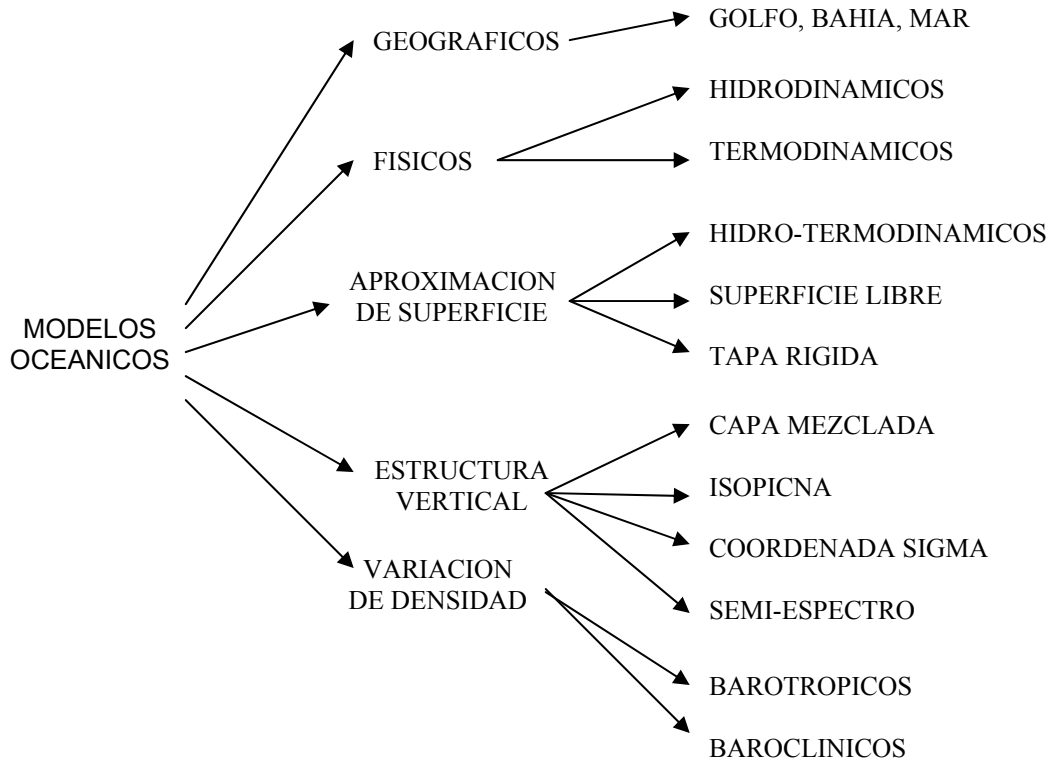 MODELOS
OCEANICOS
GEOGRAFICOS
GOLFO, BAHIA, MAR
FISICOS
HIDRODINAMICOS
TERMODINAMICOS
APROXIMACION
DE SUPERFICIE
HIDRO-TERMODINAMICOS
SUPERFICIE LIBRE
TAPA RIGIDA
ESTRUCTURA
VERTICAL
CAPA MEZCLADA
ISOPICNA
COORDENADA SIGMA
SEMI-ESPECTRO
VARIACION
DE DENSIDAD
BAROTROPICOS
BAROCLINICOS